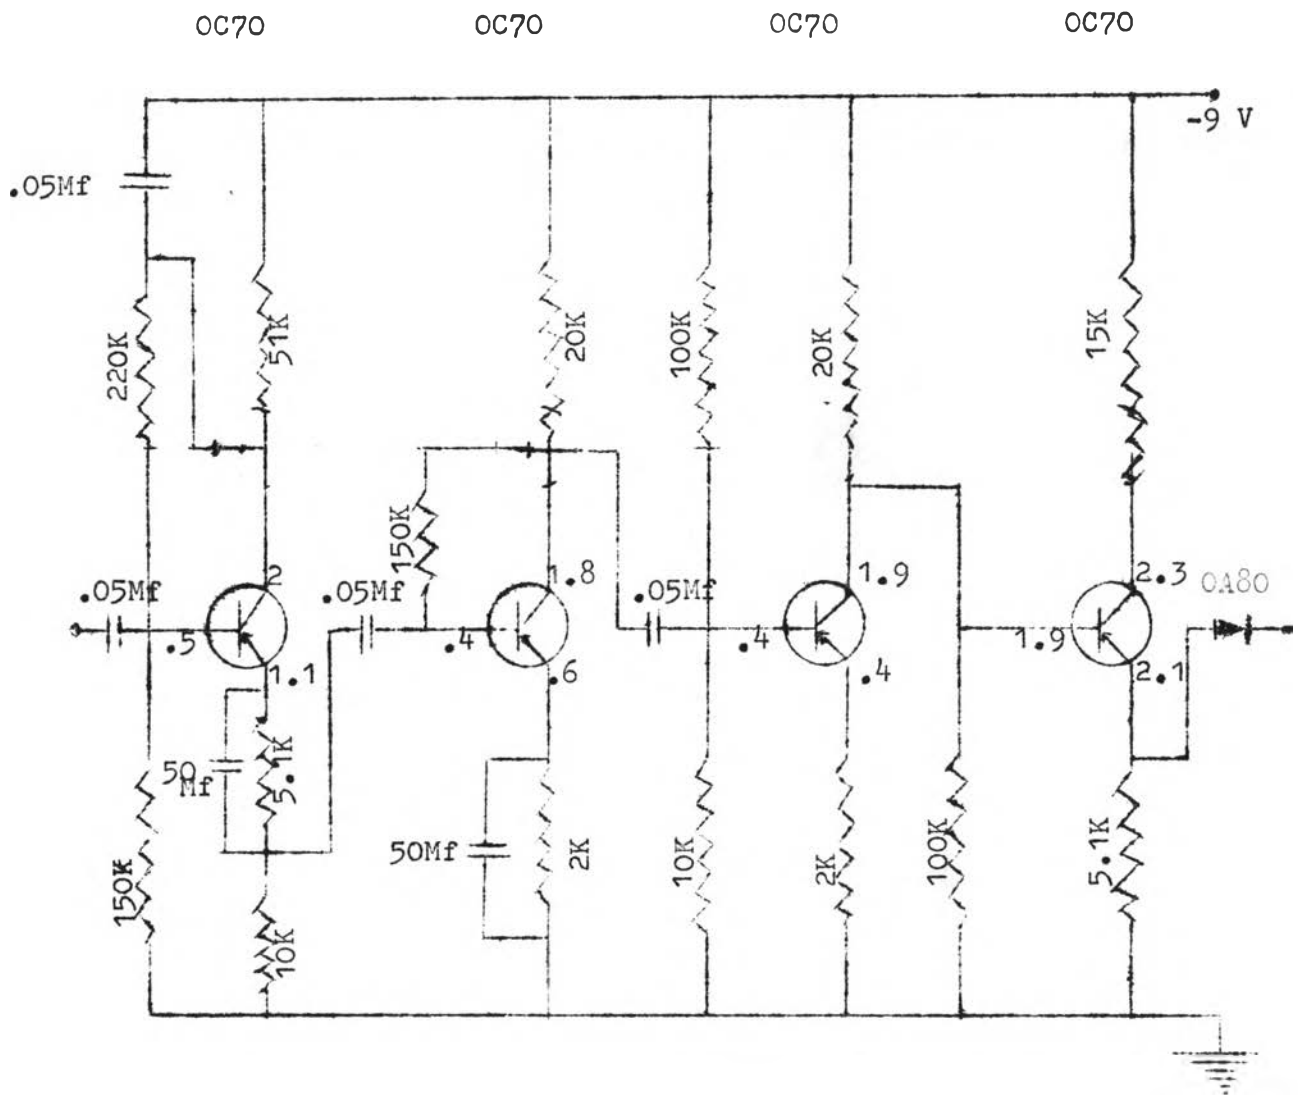 OC70 OC70 OC70 OC70
-9 V
.05Mf
220K
51K
20K
100K
20K
15K
150K
.05Mf
2
.5
1.1
.05Mf
1.8
.4
.6
.05Mf
1.9
.4
.4
2.3
1.9
2.1
OA80
50
Mf
5.1K
150K
10K
50Mf
2K
10K
2K
100K
5.1K